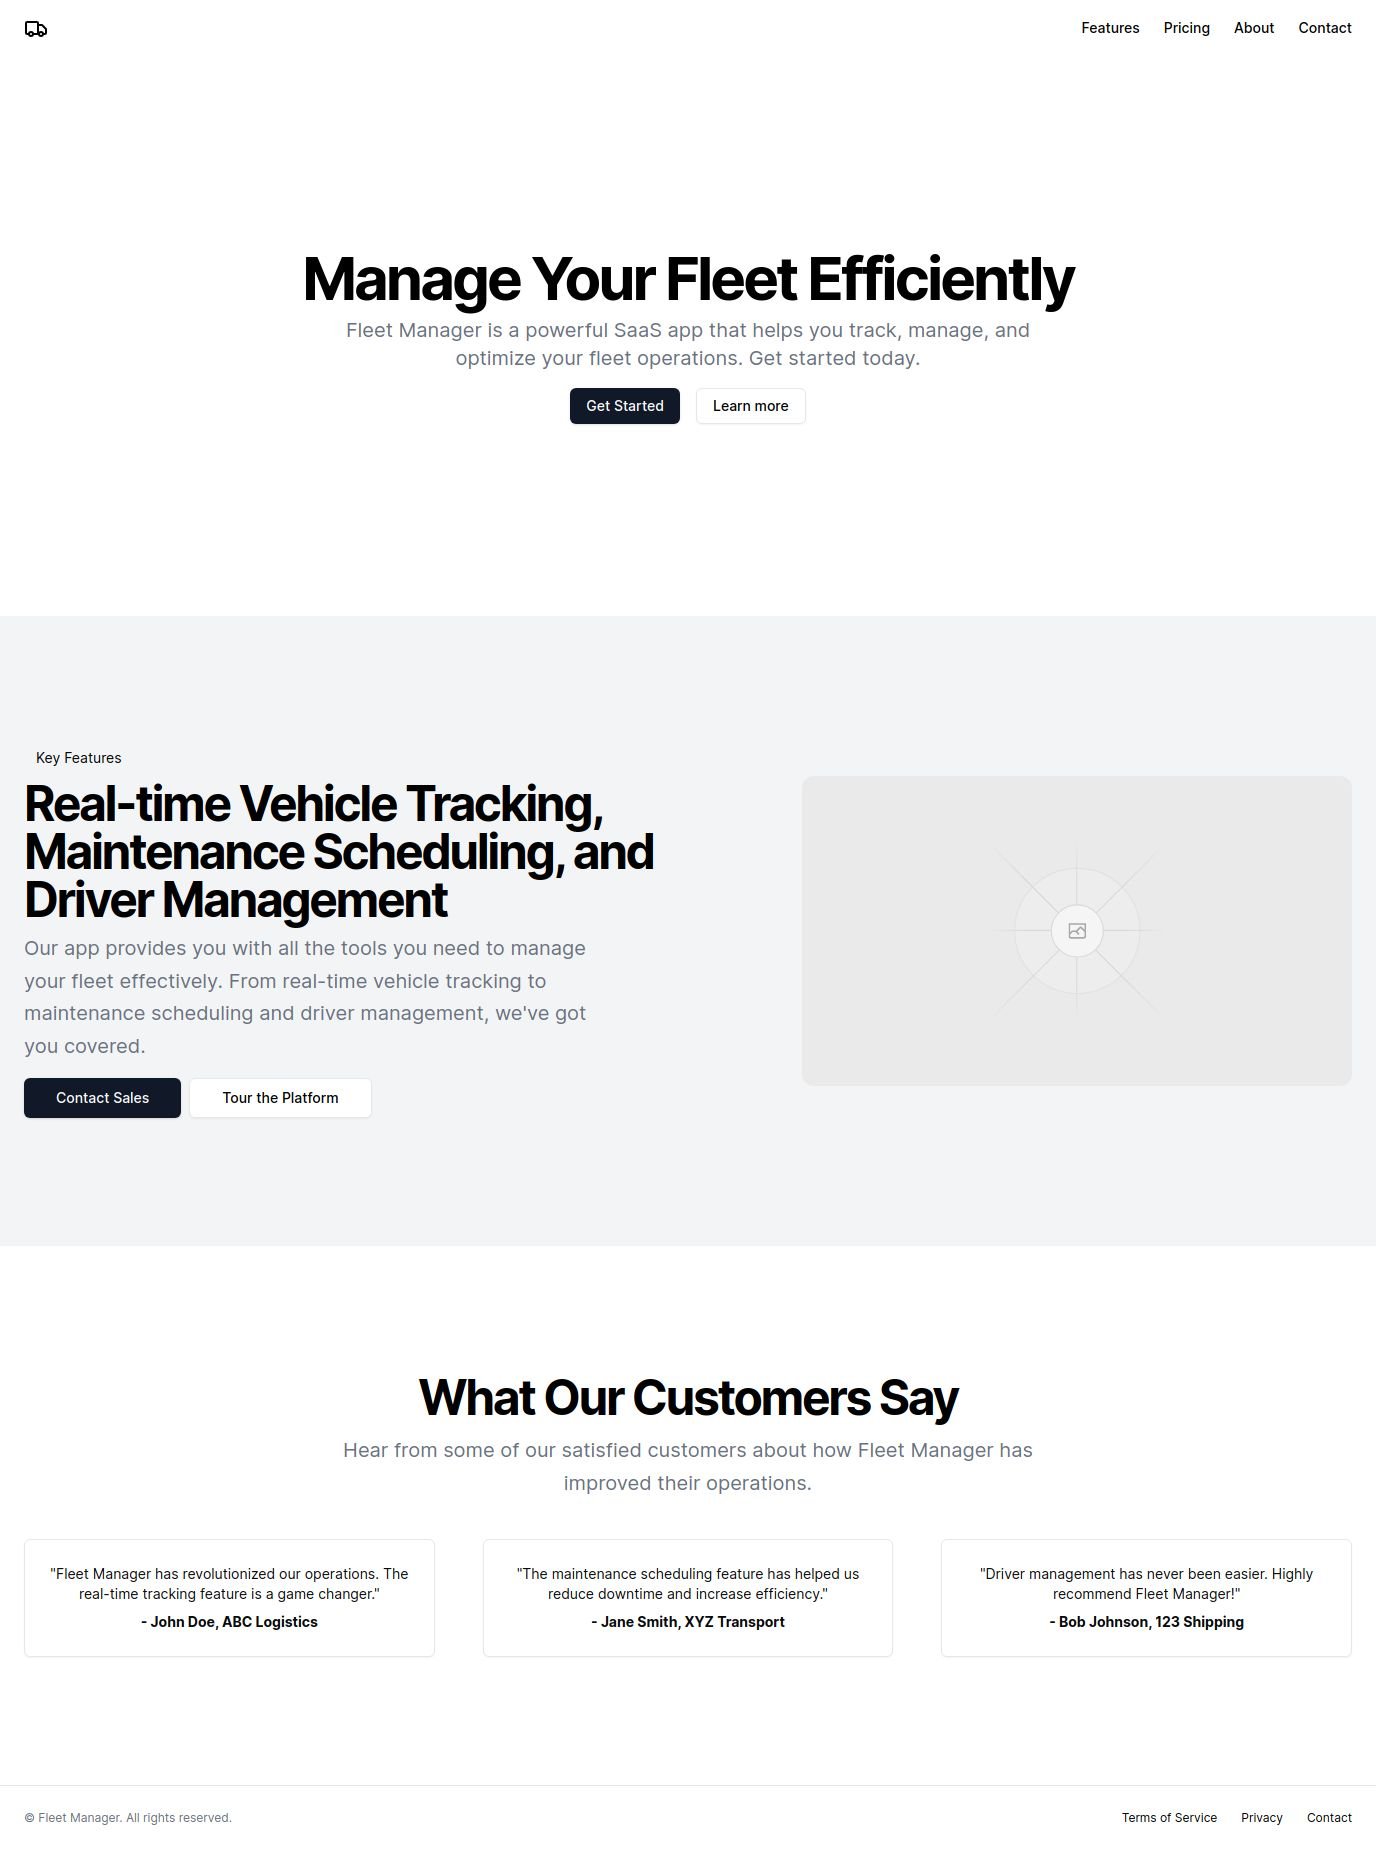 Features Pricing About Contact
Manage Your Fleet Efficiently
Fleet Manager is a powerful SaaS app that helps you track, manage, and
optimize your fleet operations. Get started today.
Get Started Learn more
Key Features
Real-time Vehicle Tracking,
Maintenance Scheduling, and
Driver Management
Our app provides you with all the tools you need to manage
your fleet effectively. From real-time vehicle tracking to
maintenance scheduling and driver management, we've got
you covered.
Contact Sales Tour the Platform
What Our Customers Say
Hear from some of our satisfied customers about how Fleet Manager has
improved their operations.
"Fleet Manager has revolutionized our operations. The
real-time tracking feature is a game changer."
- John Doe, ABC Logistics
"The maintenance scheduling feature has helped us
reduce downtime and increase efficiency."
- Jane Smith, XYZ Transport
"Driver management has never been easier. Highly
recommend Fleet Manager!"
- Bob Johnson, 123 Shipping
© Fleet Manager. All rights reserved.
Terms of Service Privacy Contact